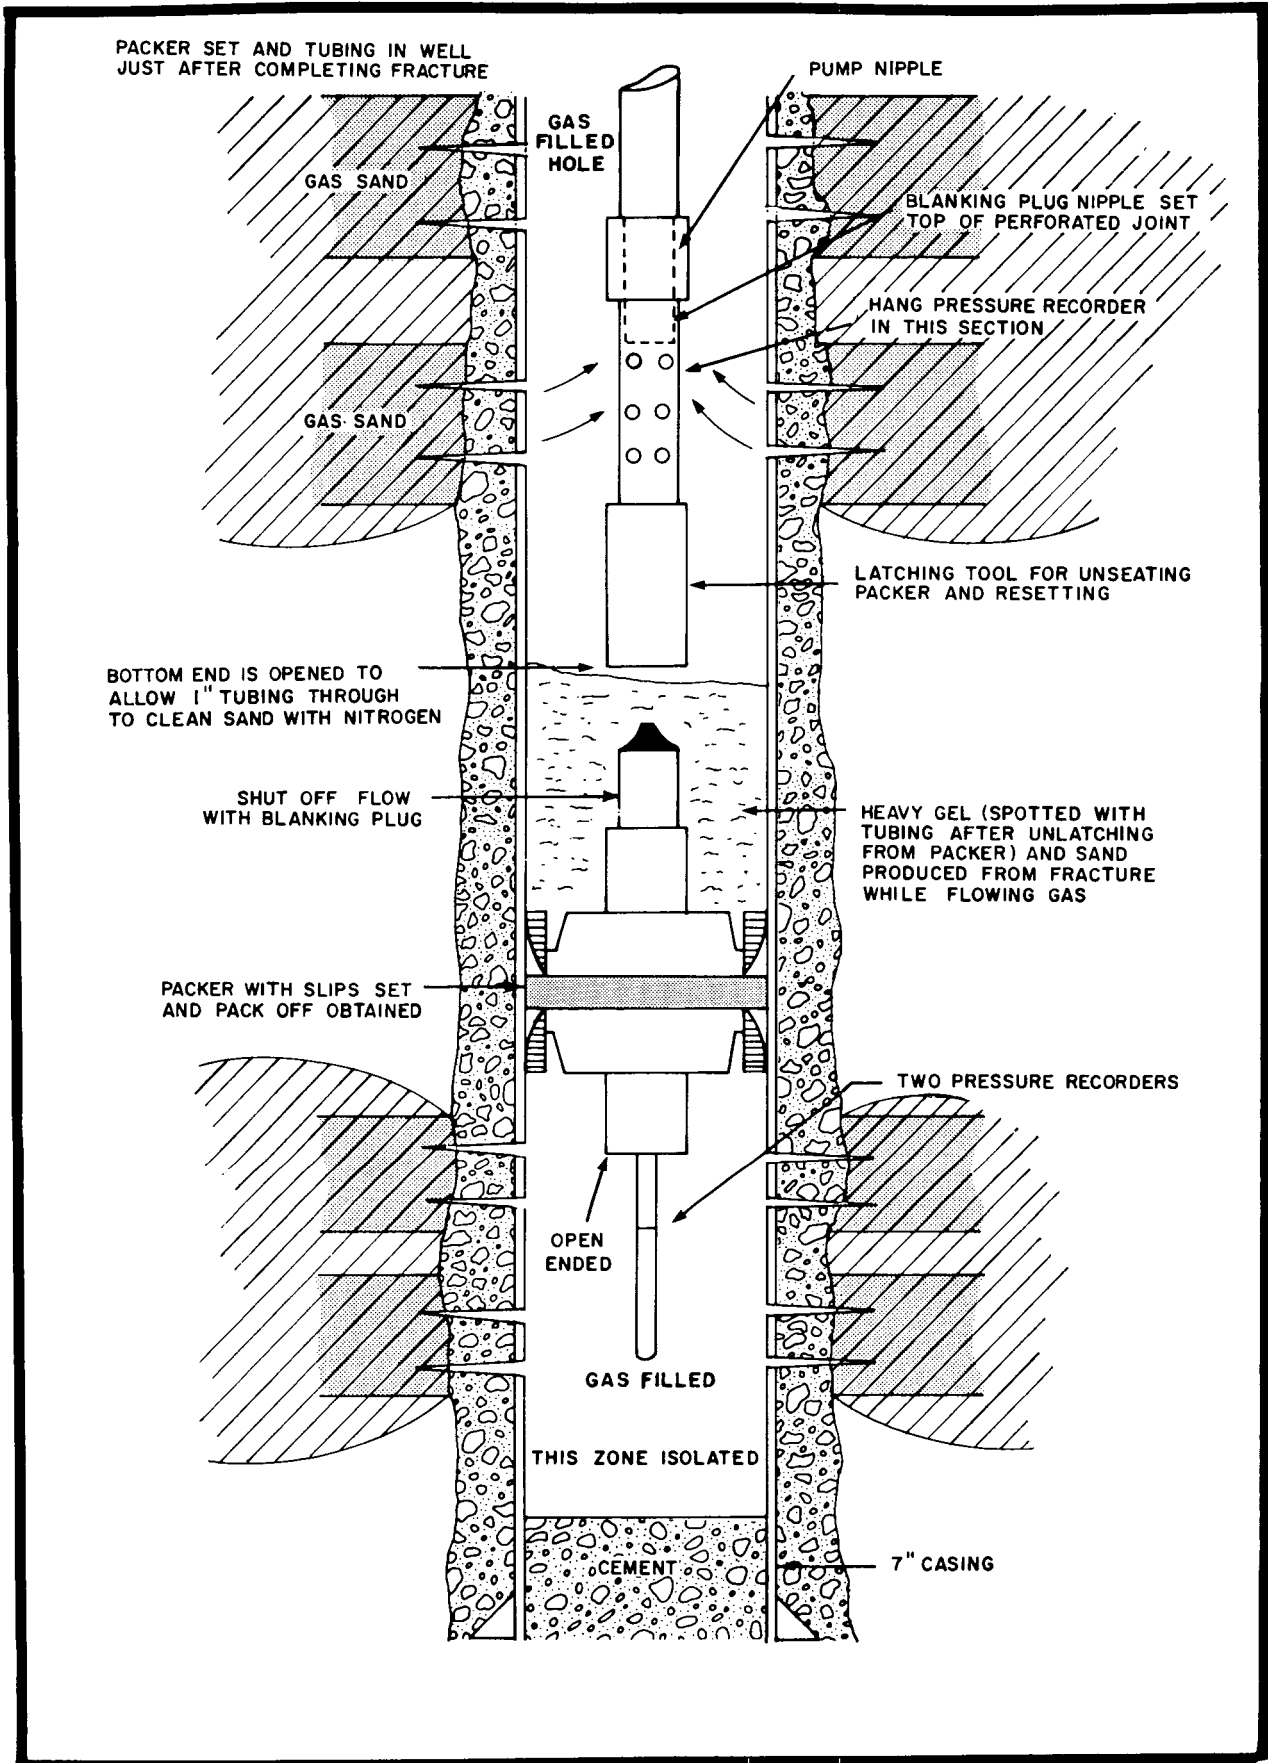 PACKER SET AND TUBING IN WELL
JUST AFTER COMPLETING FRACTURE
PUMP NIPPLE
GAS
FILLED
HOLE
GAS SAND
BLANKING PLUG NIPPLE SET
TOP OF PERFORATED JOINT
HANG PRESSURE RECORDER
IN THIS SECTION
GAS SAND
LATCHING TOOL FOR UNSEATING
PACKER AND RESETTING
BOTTOM END IS OPENED TO
ALLOW 1" TUBING THROUGH
TO CLEAN SAND WITH NITROGEN
SHUT OFF FLOW
WITH BLANKING PLUG
HEAVY GEL (SPOTTED WITH
TUBING AFTER UNLATCHING
FROM PACKER) AND SAND
PRODUCED FROM FRACTURE
WHILE FLOWING GAS
PACKER WITH SLIPS SET
AND PACK OFF OBTAINED
TWO PRESSURE RECORDERS
OPEN
ENDED
GAS FILLED
THIS ZONE ISOLATED
CEMENT
7" CASING